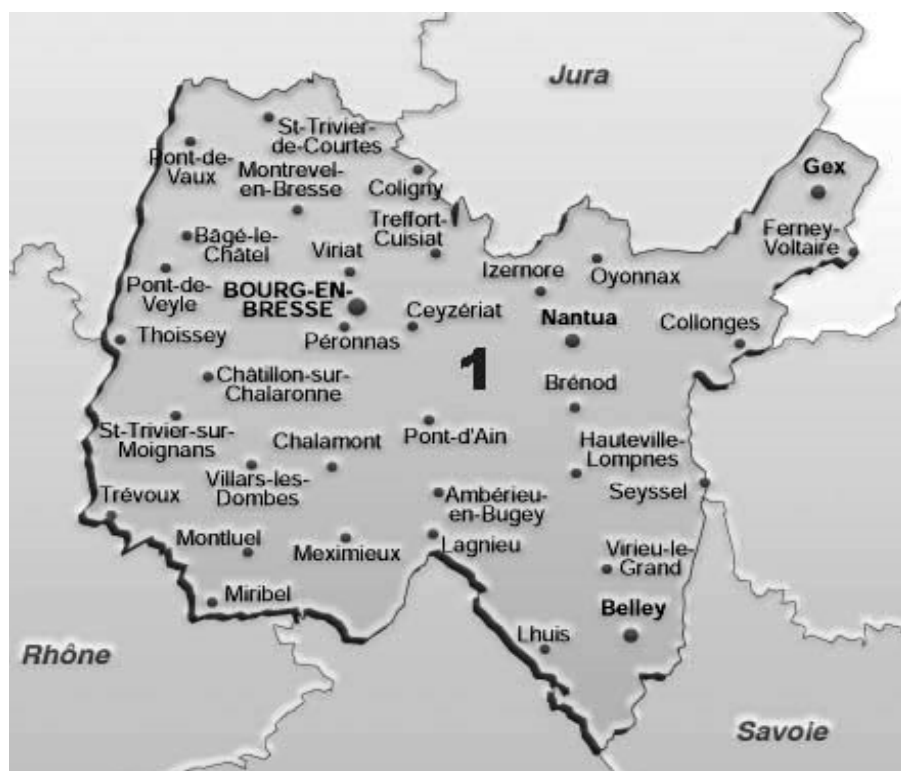 Jura
St-Trivier-
de-Courtes
Pont-de-
Vaux
Montrevel-
en-Bresse
Coligny
Gex
Treffort-
Cuisiat
Ferney-
Voltaire
Bâgé-le-
Châtel
Viriat
Izernore
Oyonnax
Pont-de-
Veyle
BOURG-EN-
BRESSE
Ceyzériat
Nantua
Collonges
Thoissey
Péronnas
1
Châtillon-sur-
Chalaronne
Brénod
St-Trivier-sur-
Moignans
Chalamont
Pont-d'Ain
Hauteville-
Lompnes
Villars-les-
Dombes
Seyssel
Trévoux
Ambérieu-
en-Bugey
Montluel
Meximieux
Lagnieu
Virieu-le-
Grand
Miribel
Belley
Lhuis
Rhône
Savoie